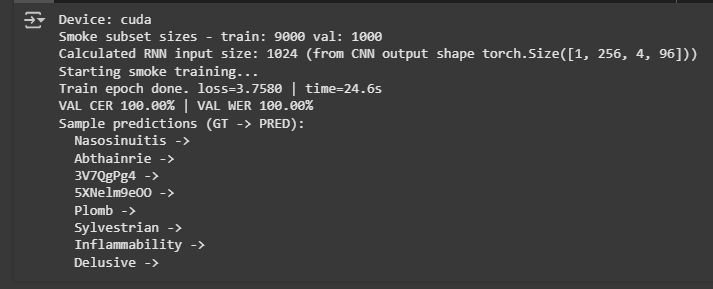 Device: cuda
Smoke subset sizes - train: 9000 val: 1000
Calculated RNN input size: 1024 (from CNN output shape torch.Size([1, 256, 4, 96]))
Starting smoke training...
Train epoch done. loss=3.7580 | time=24.6s
VAL CER 100.00% | VAL WER 100.00%
Sample predictions (GT -> PRED):
Nasosinuitis ->
Abthainrie ->
3V7QgPg4 ->
5XNelm9eOO ->
Plomb ->
Sylvestrian ->
Inflammability ->
Delusive ->